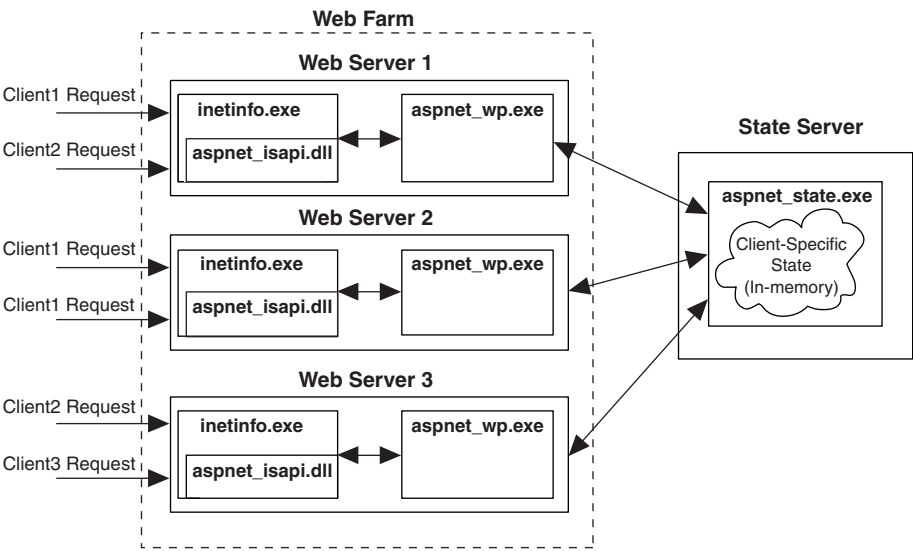 Web Farm
Web Server 1
Client1 Request
Client2 Request
inetinfo.exe
aspnet_isapi.dll
aspnet_wp.exe
Web Server 2
Client1 Request
Client1 Request
inetinfo.exe
aspnet_isapi.dll
aspnet_wp.exe
Web Server 3
Client2 Request
Client3 Request
inetinfo.exe
aspnet_isapi.dll
aspnet_wp.exe
State Server
aspnet_state.exe
Client-Specific
State
(In-memory)